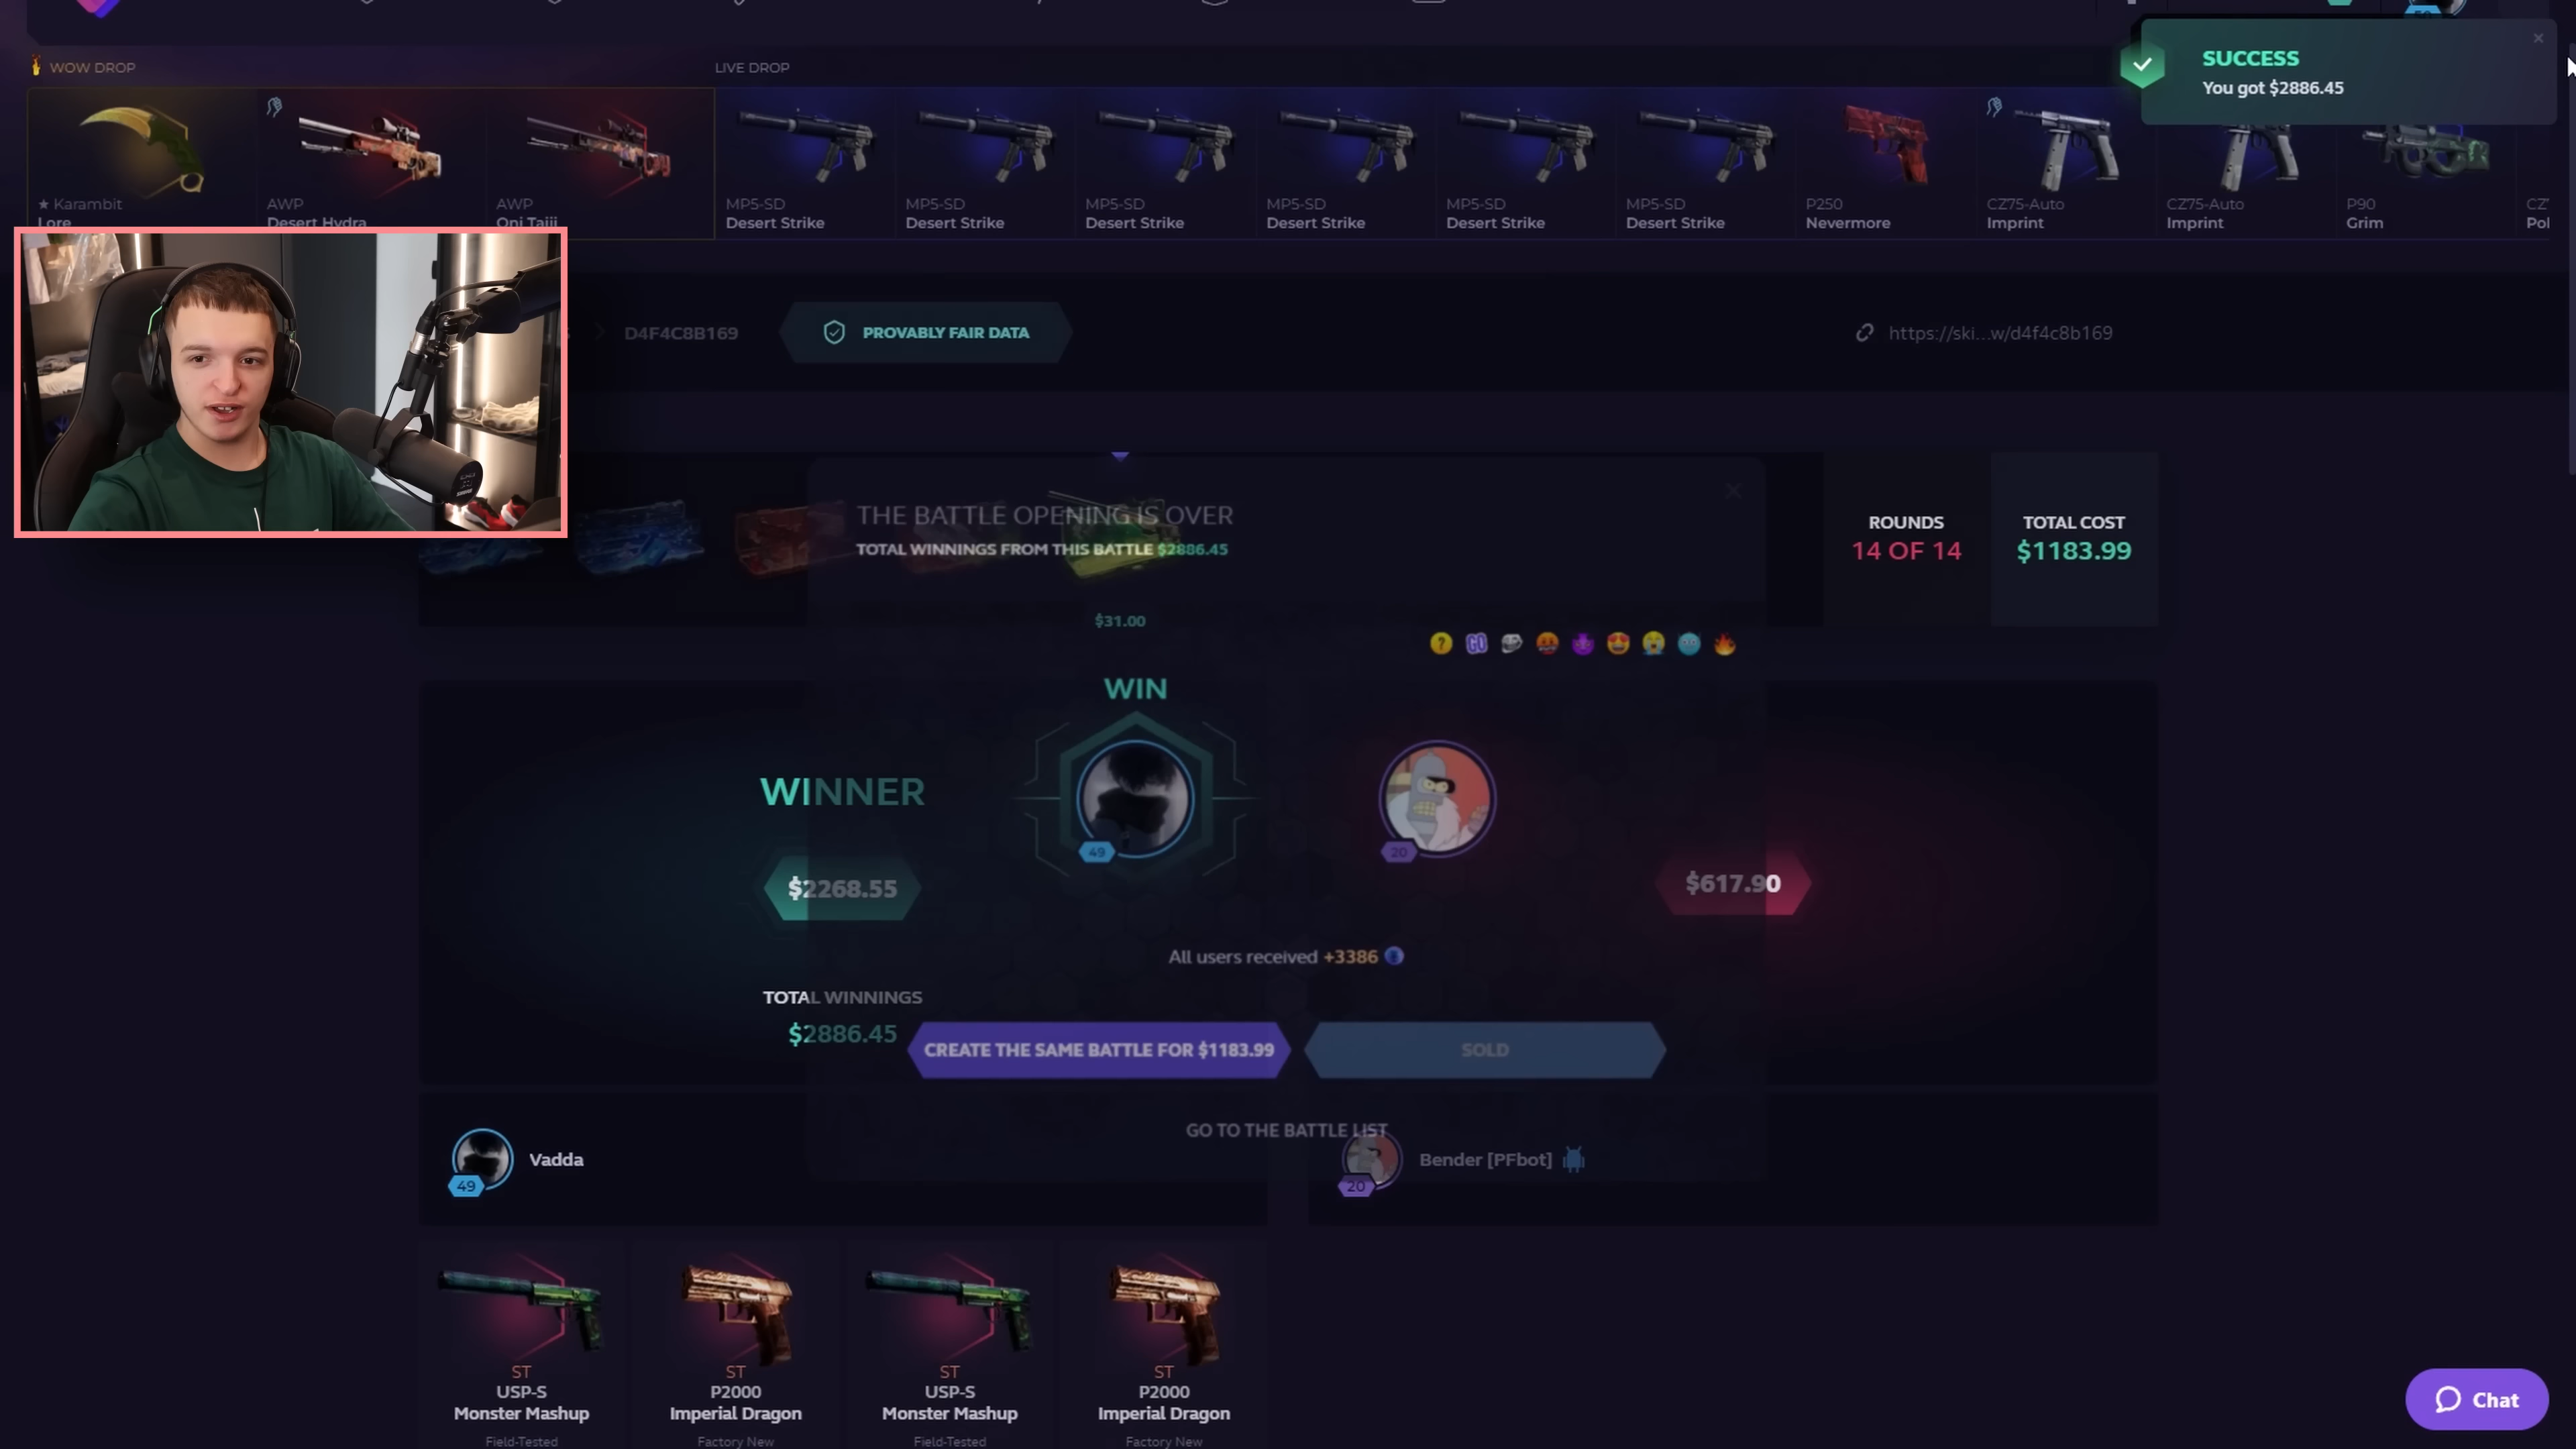 WOW DROP
LIVE DROP
SUCCESS
You got $2886.45
★ Karambit
Lore
AWP
Desert Hydra
AWP
Oni Taiji
MP5-SD
Desert Strike
MP5-SD
Desert Strike
MP5-SD
Desert Strike
MP5-SD
Desert Strike
MP5-SD
Desert Strike
MP5-SD
Desert Strike
P250
Nevermore
CZ75-Auto
Imprint
CZ75-Auto
Imprint
P90
Grim
CZ
Pol
D4F4C8B169
PROVABLY FAIR DATA
https://ski...w/d4f4c8b169
THE BATTLE OPENING IS OVER
TOTAL WINNINGS FROM THIS BATTLE $2886.45
$31.00
ROUNDS
14 OF 14
TOTAL COST
$1183.99
GO
WIN
WINNER
49
20
$2268.55
$617.90
All users received +3386
TOTAL WINNINGS
$2886.45
CREATE THE SAME BATTLE FOR $1183.99
SOLD
GO TO THE BATTLE LIST
Vadda
49
Bender [PFbot]
20
ST
USP-S
Monster Mashup
Field-Tested
ST
P2000
Imperial Dragon
Factory New
ST
USP-S
Monster Mashup
Field-Tested
ST
P2000
Imperial Dragon
Factory New
Chat